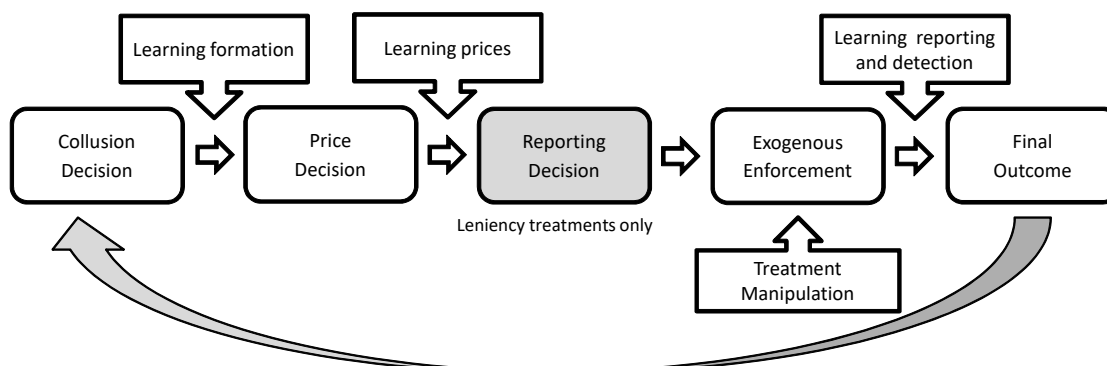 Learning formation
Learning prices
Learning reporting
and detection
Collusion
Decision
Price
Decision
Reporting
Decision
Exogenous
Enforcement
Final
Outcome
Leniency treatments only
Treatment
Manipulation